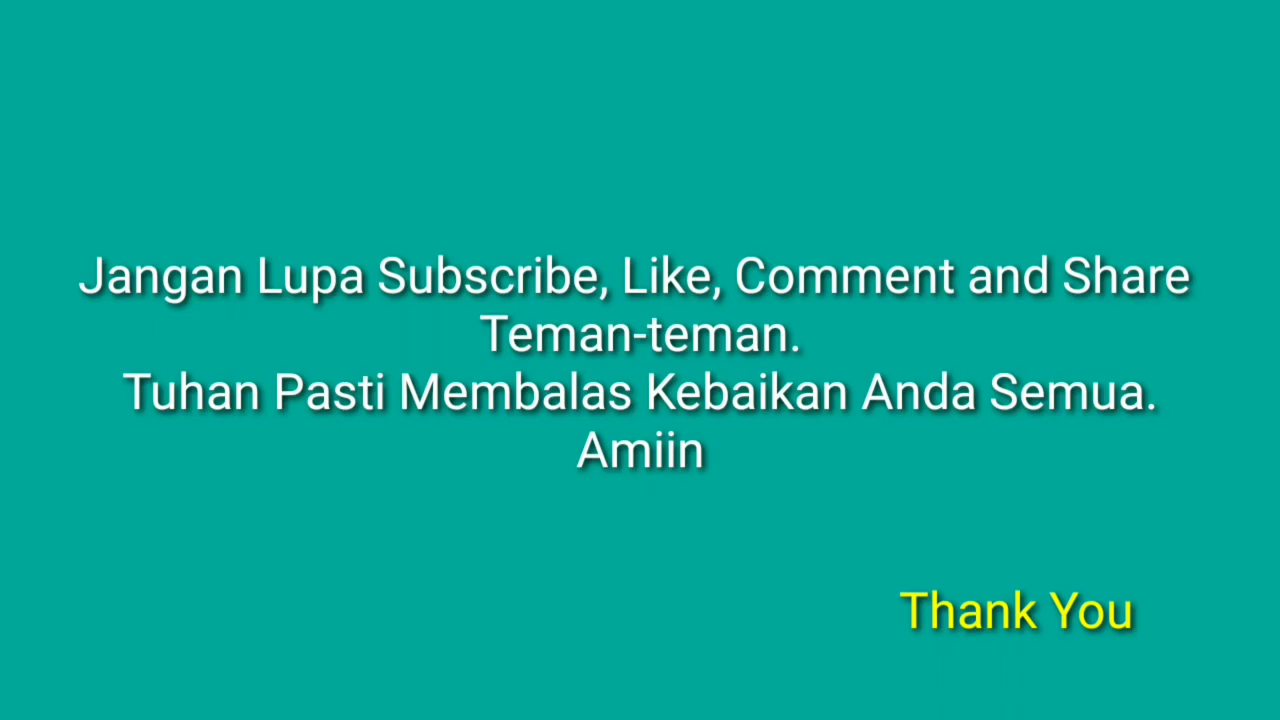 Jangan Lupa Subscribe, Like, Comment and Share
Teman-teman.
Tuhan Pasti Membalas Kebaikan Anda Semua.
Amiin
Thank You